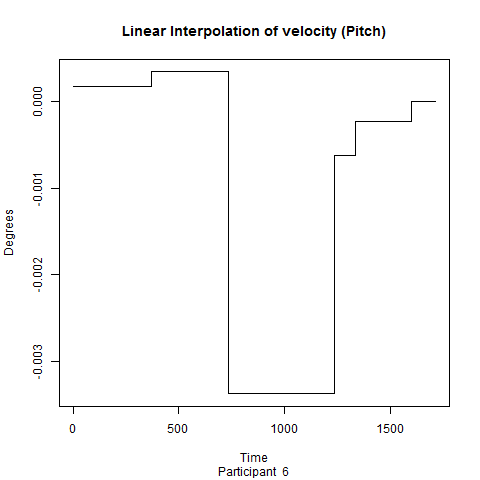 Linear Interpolation of velocity (Pitch)
0.000
-0.001
-0.002
-0.003
Degrees
0
500
1000
1500
Time
Participant 6